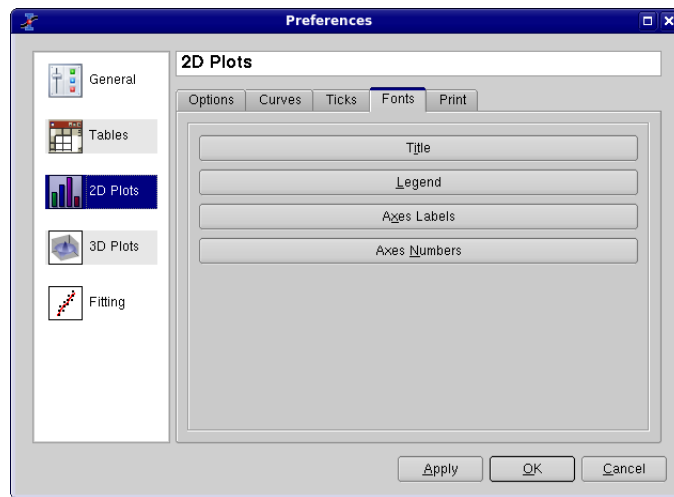 Preferences
General
Tables
2D Plots
3D Plots
Fitting
2D Plots
Options Curves Ticks Fonts Print
Title
Legend
Axes Labels
Axes Numbers
Apply OK Cancel